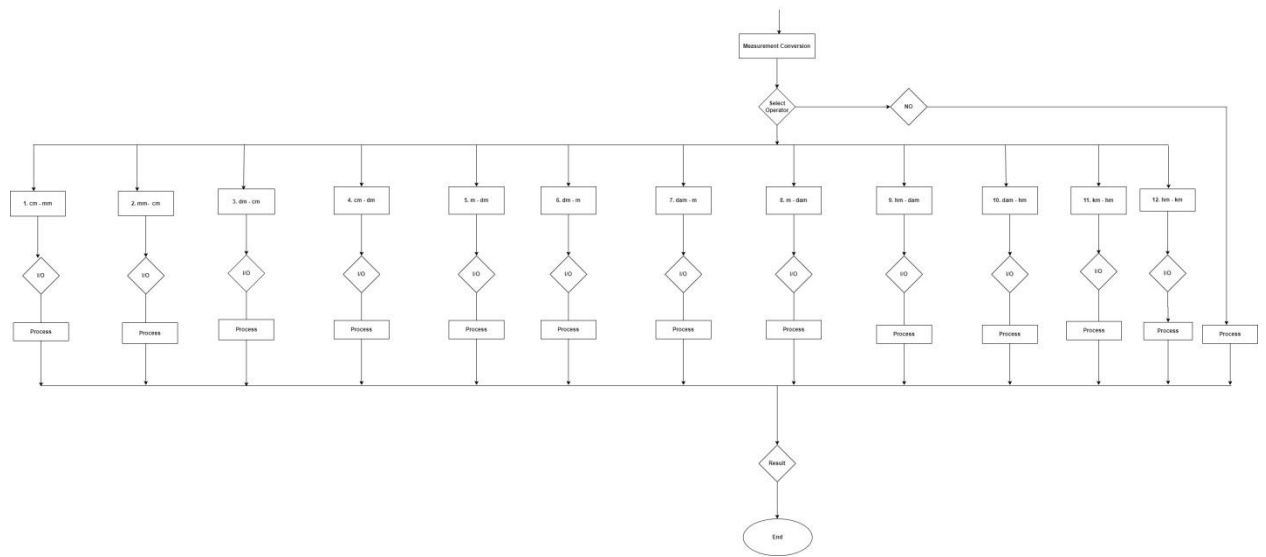 Measurement Conversion
Select
Operator
NO
1. cm - mm
2. mm- cm
3. dm - cm
4. cm - dm
5. m - dm
6. dm - m
7. dam - m
8. m - dam
9. hm - dam
10. dam - hm
11. km - hm
12. hm - km
I/O
I/O
I/O
I/O
I/O
I/O
I/O
I/O
I/O
I/O
I/O
I/O
Process
Process
Process
Process
Process
Process
Process
Process
Process
Process
Process
Process
Process
Result
End